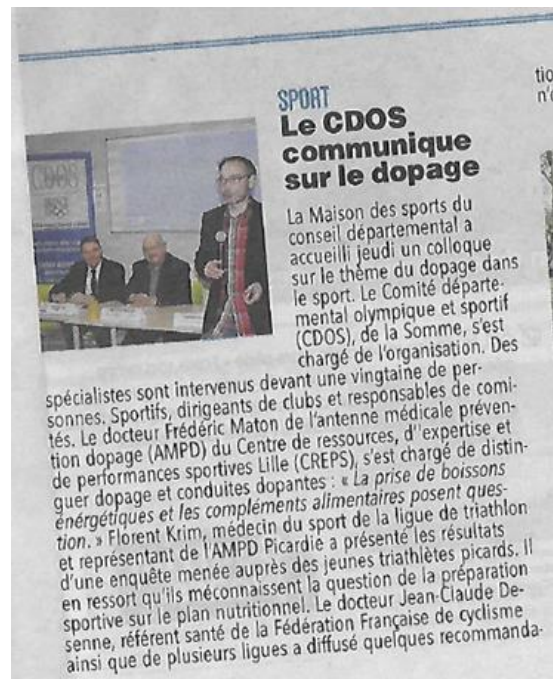 tio
n'
SPORT
Le CDOS
communique
sur le dopage
CDOS
La Maison des sports du
conseil départemental a
accueilli jeudi un colloque
sur le thème du dopage dans
le sport. Le Comité départe-
mental olympique et sportif
(CDOS), de la Somme, s'est
chargé de l'organisation. Des
spécialistes sont intervenus devant une vingtaine de per-
sonnes. Sportifs, dirigeants de clubs et responsables de comi-
tés. Le docteur Frédéric Maton de l'antenne médicale préven-
tion dopage (AMPD) du Centre de ressources, d''expertise et
de performances sportives Lille (CREPS), s'est chargé de distin-
guer dopage et conduites dopantes : « La prise de boissons
énergétiques et les compléments alimentaires posent ques-
tion. » Florent Krim, médecin du sport de la ligue de triathlon
et représentant de l'AMPD Picardie a présenté les résultats
d'une enquête menée auprès des jeunes triathlètes picards. Il
en ressort qu'ils méconnaissent la question de la préparation
sportive sur le plan nutritionnel. Le docteur Jean-Claude De-
senne, référent santé de la Fédération Française de cyclisme
ainsi que de plusieurs ligues a diffusé quelques recommanda-